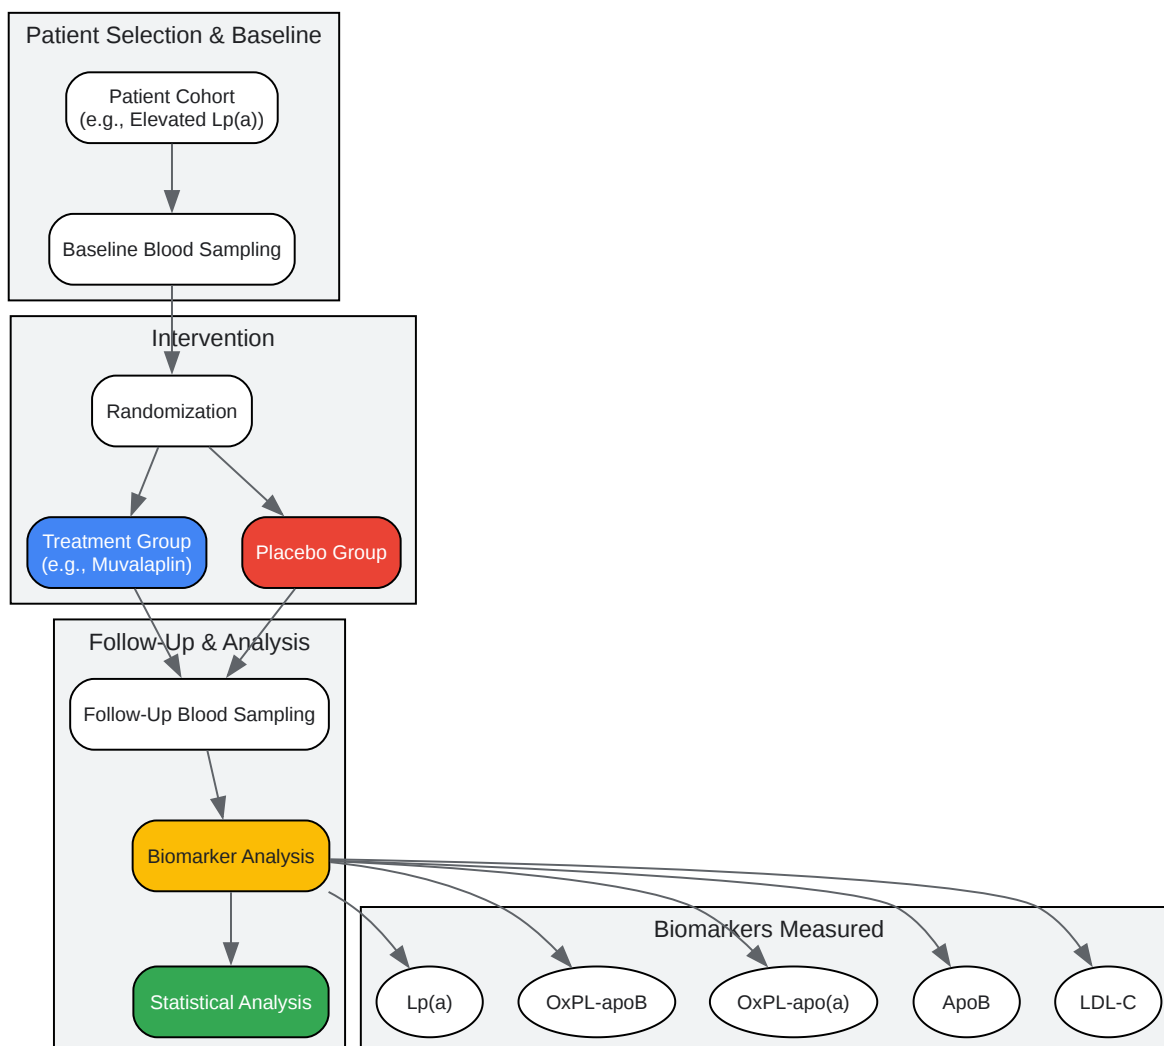 Patient Selection & Baseline
Patient Cohort
(e.g., Elevated Lp(a))
Baseline Blood Sampling
Intervention
Randomization
Treatment Group
(e.g., Muvalaplin)
Placebo Group
Follow-Up & Analysis
Follow-Up Blood Sampling
Biomarker Analysis
Statistical Analysis
Biomarkers Measured
Lp(a)
OxPL-apoB
OxPL-apo(a)
ApoB
LDL-C